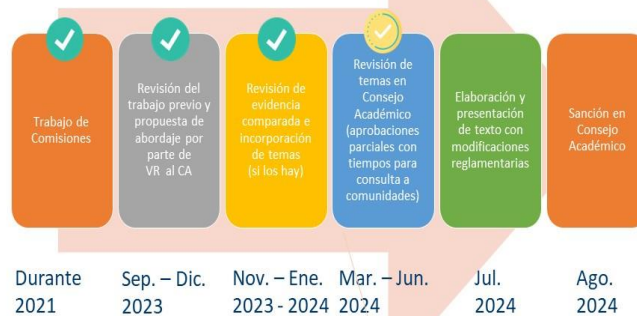 Trabajo de
Comisiones
Revisión del
trabajo previo y
propuesta de
abordaje por
parte de
VR al CA
Revisión de
evidencia
comparada e
incorporación
de temas
(si los hay)
Revisión de
temas en
Consejo
Académico
(aprobaciones
parciales con
tiempos para
consulta a
comunidades)
Elaboración y
presentación
de texto con
modificaciones
reglamentarias
Sanción en
Consejo
Académico
Durante
2021
Sep. – Dic.
2023
Nov. – Ene.
2023 - 2024
Mar. – Jun.
2024
Jul.
2024
Ago.
2024